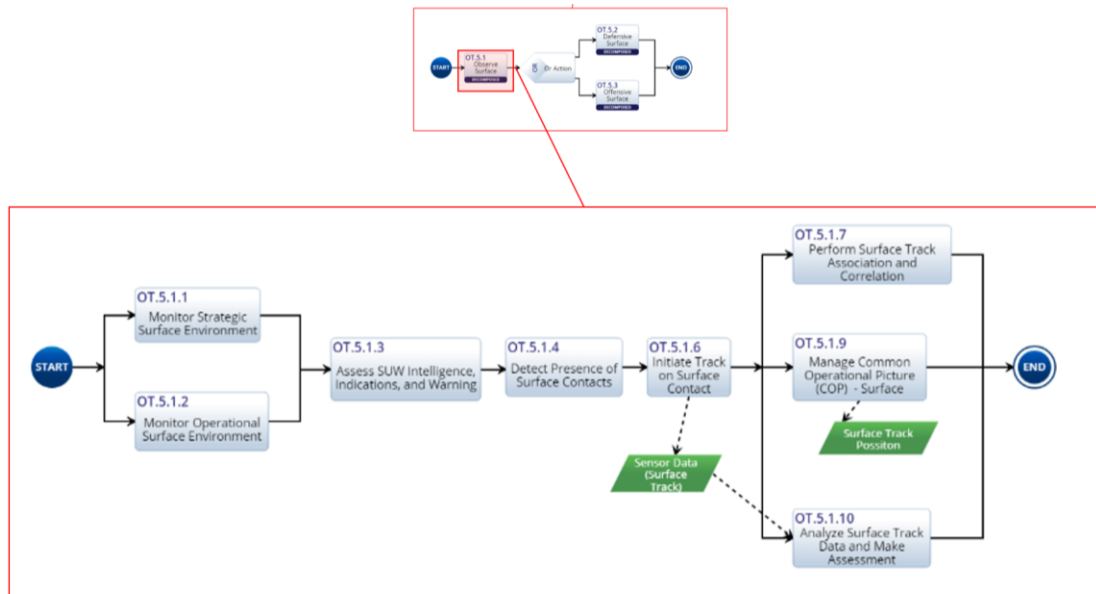 START
OT.5.1
Observe
Surface
DECOMPOSED
OR
Or Action
OT.5.2
Defensive
Surface
DECOMPOSED
OT.5.3
Offensive
Surface
DECOMPOSED
END
START
OT.5.1.1
Monitor Strategic
Surface Environment
OT.5.1.2
Monitor Operational
Surface Environment
OT.5.1.3
Assess SUW Intelligence,
Indications, and Warning
OT.5.1.4
Detect Presence of
Surface Contacts
OT.5.1.6
Initiate Track
on Surface
Contact
Sensor Data
(Surface
Track)
OT.5.1.7
Perform Surface Track
Association and
Correlation
OT.5.1.9
Manage Common
Operational Picture
(COP) - Surface
Surface Track
Possiton
OT.5.1.10
Analyze Surface Track
Data and Make
Assessment
END